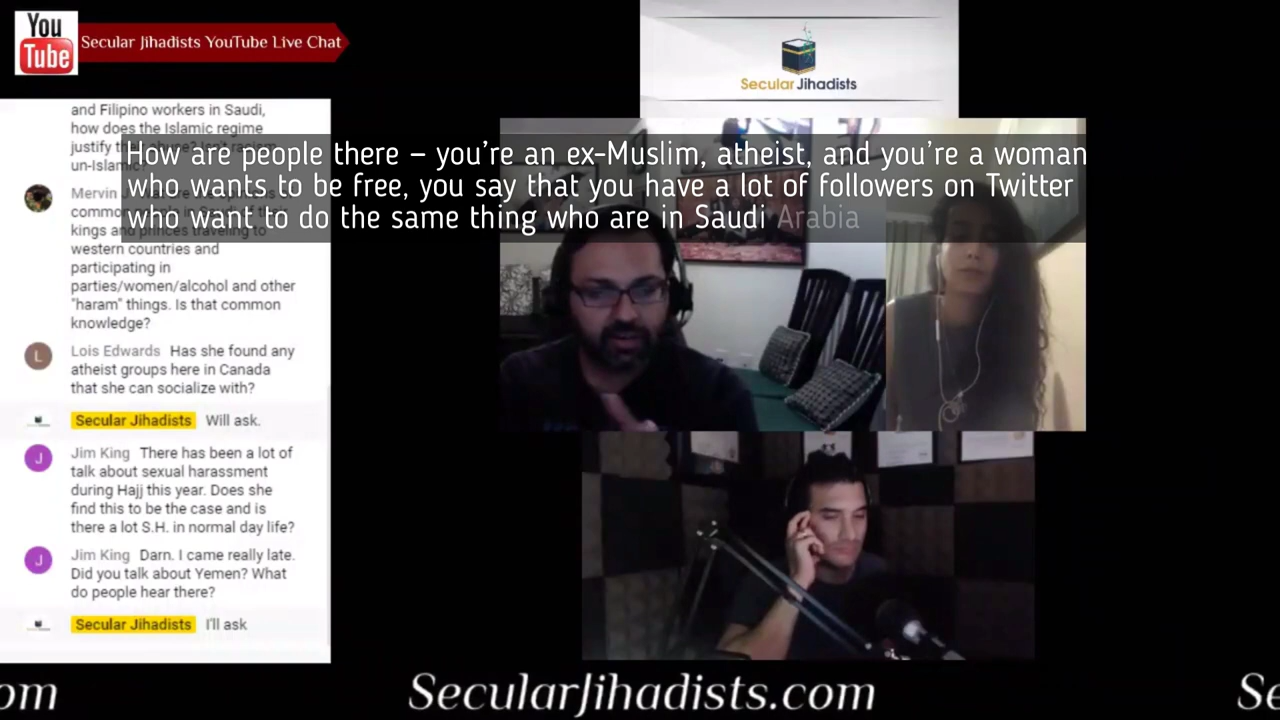 You
Tube
Secular Jihadists YouTube Live Chat
Secular Jihadists
and Filipino workers in Saudi,
how does the Islamic regime
justify
un-Islam
How are people there – you're an ex-Muslim, atheist, and you're a woman
who wants to be free, you say that you have a lot of followers on Twitter
who want to do the same thing who are in Saudi Arabia
Mervin
common
kings and princes traveling to
western countries and
participating in
parties/women/alcohol and other
"haram" things. Is that common
knowledge?
L
Lois Edwards Has she found any
atheist groups here in Canada
that she can socialize with?
Secular Jihadists Will ask.
J
Jim King There has been a lot of
talk about sexual harassment
during Hajj this year. Does she
find this to be the case and is
there a lot S.H. in normal day life?
J
Jim King Darn. I came really late.
Did you talk about Yemen? What
do people hear there?
Secular Jihadists I'll ask
om SecularJihadists.com Se